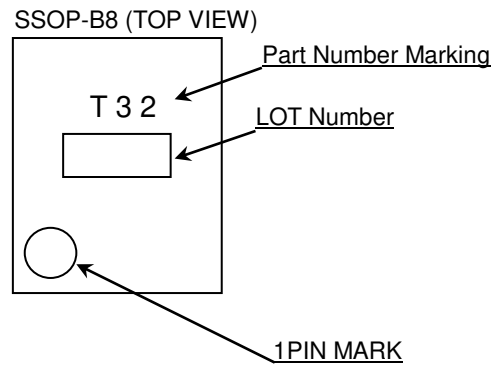 SSOP-B8 (TOP VIEW)
Part Number Marking
T 3 2
LOT Number
1PIN MARK